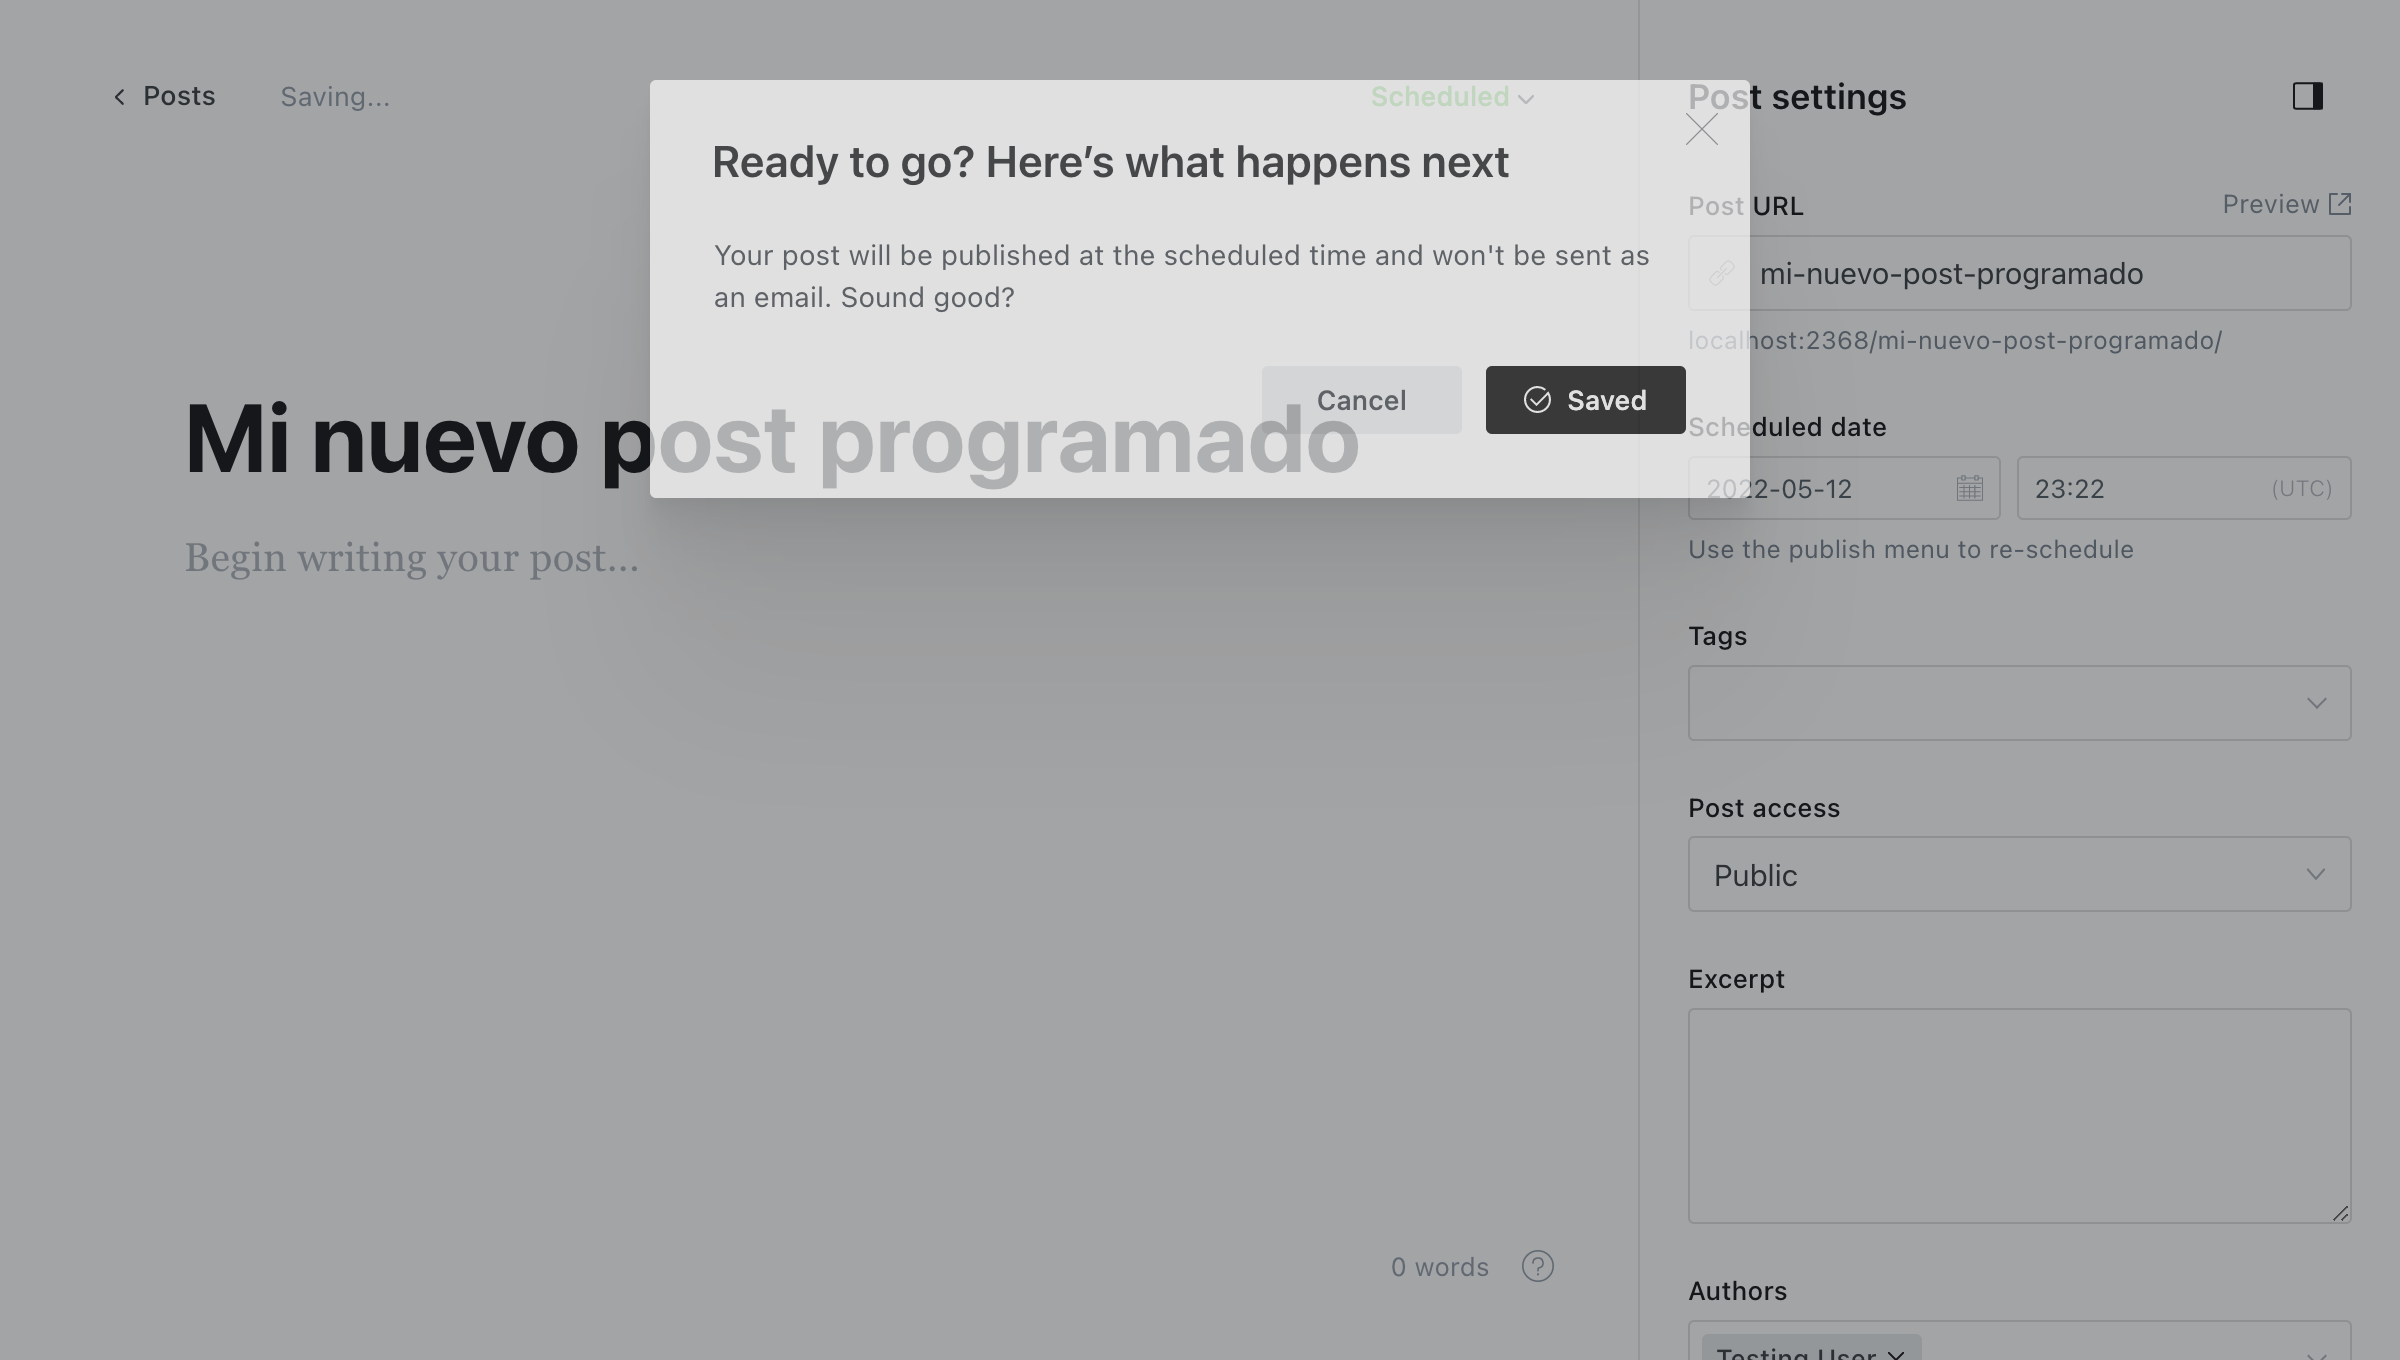 Posts
Saving...
Scheduled
Ready to go? Here’s what happens next
Your post will be published at the scheduled time and won't be sent as
an email. Sound good?
Cancel
Saved
Mi nuevo post programado
Begin writing your post...
0 words
?
Post settings
Post URL
Preview
mi-nuevo-post-programado
localhost:2368/mi-nuevo-post-programado/
Scheduled date
2022-05-12
23:22
(UTC)
Use the publish menu to re-schedule
Tags
Post access
Public
Excerpt
Authors
Testing User